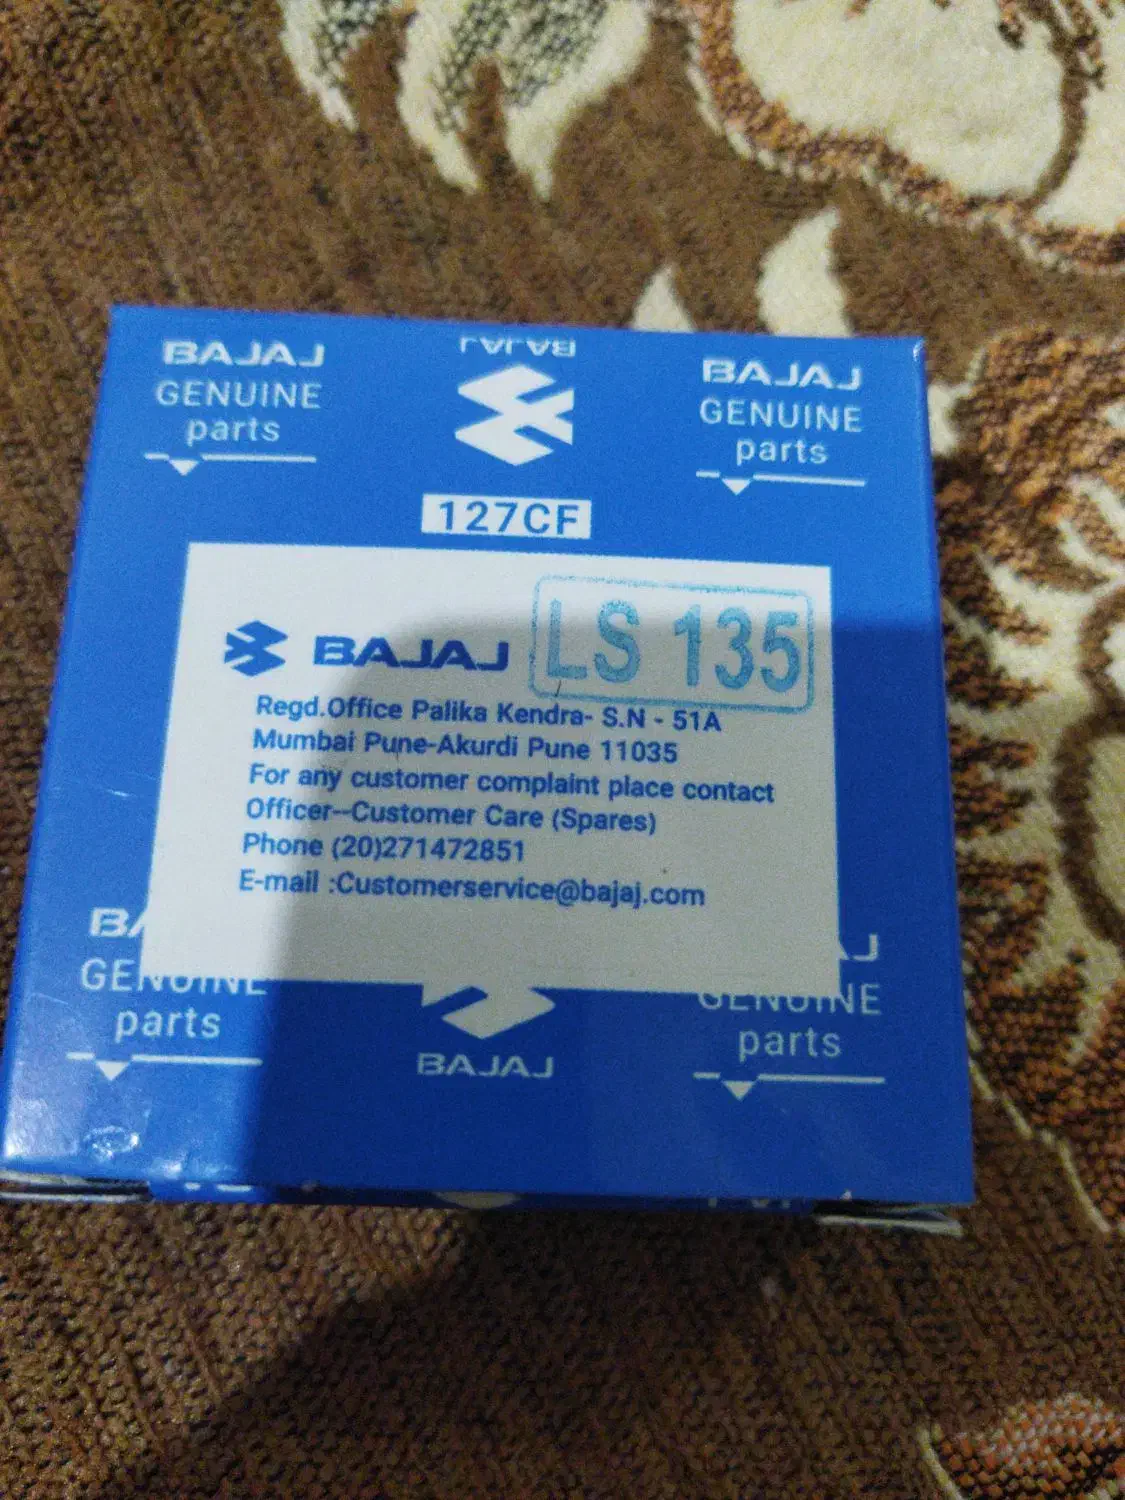 BAJAJ
GENUINE
parts
BAJAJ
BAJAJ
GENUINE
parts
127CF
BAJAJ
LS 135
Regd.Office Palika Kendra- S.N - 51A
Mumbai Pune-Akurdi Pune 11035
For any customer complaint place contact
Officer--Customer Care (Spares)
Phone (20)271472851
E-mail :Customerservice@bajaj.com
GENUINE
parts
BAJAJ
GENUINE
parts